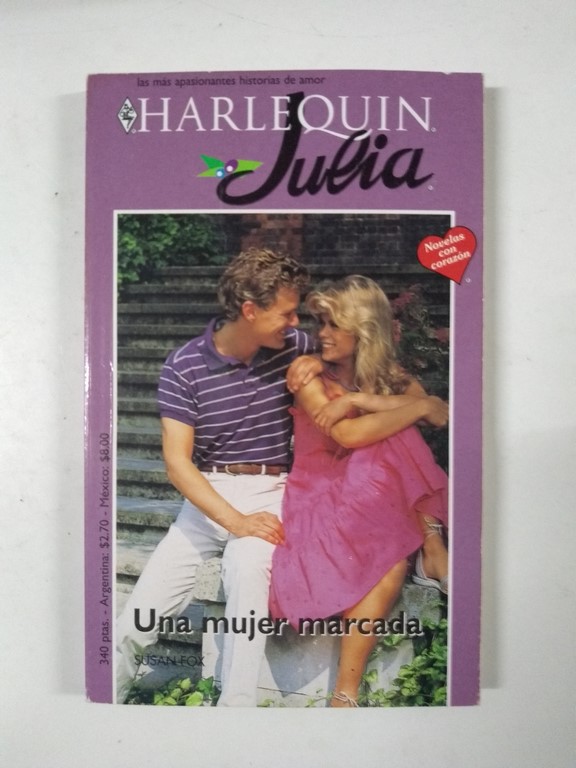 las más apasionantes historias de amor
HARLEQUIN
Julia
Novelas
con
corazón
340 ptas. - Argentina: $2.70 - México: $8.00
Una mujer marcada
SUSAN FOX